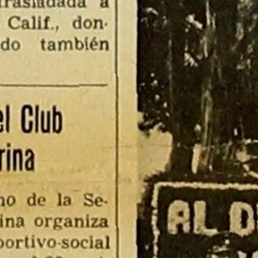 trasladada a
Calif., don-
do también
el Club
rina
no de la Se-
ina organiza
portivo-social
AL D